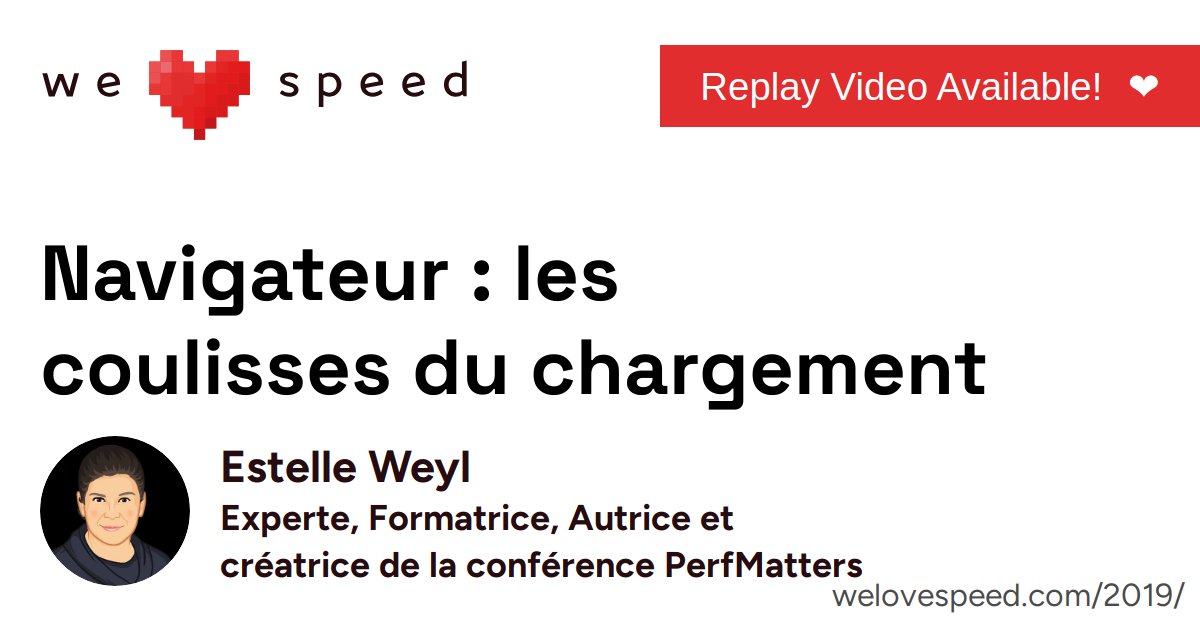 we ❤ speed
Replay Video Available! ❤
Navigateur : les
coulisses du chargement
Estelle Weyl
Experte, Formatrice, Autrice et
créatrice de la conférence PerfMatters
welovespeed.com/2019/